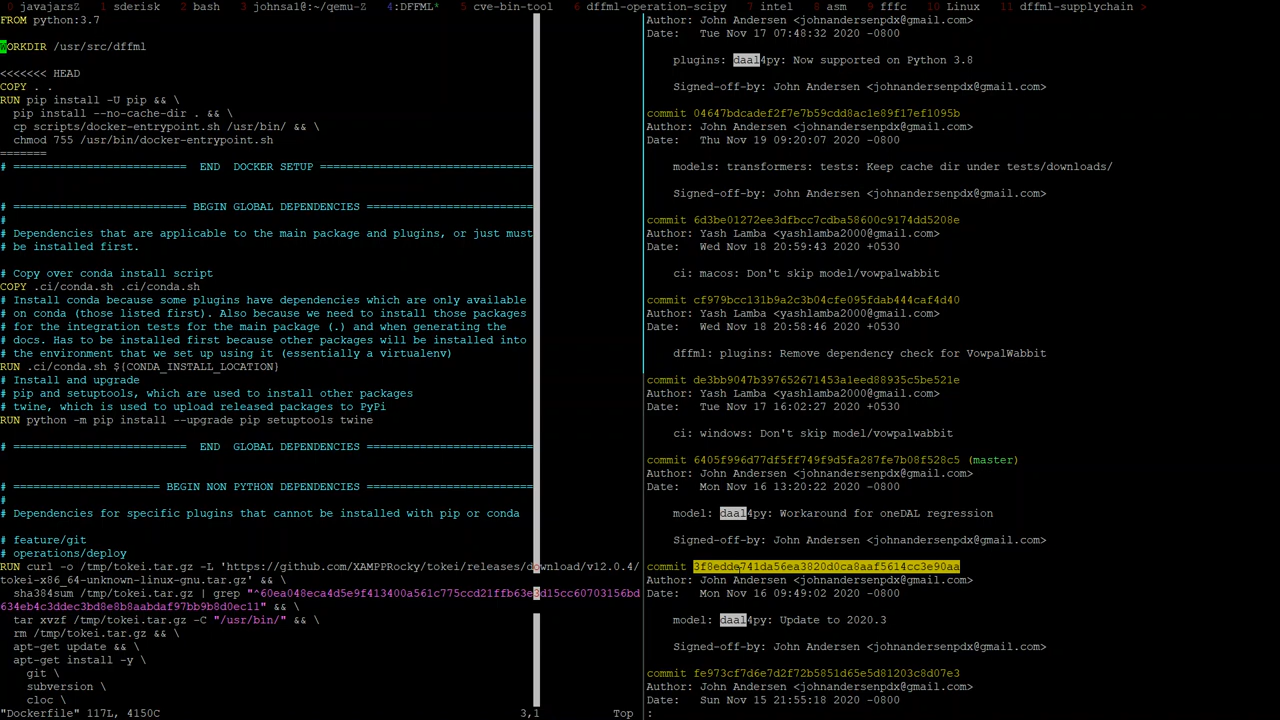 0 javajarsZ 1 sderisk 2 bash 3 johnsal@:~/qemu-Z 4:DFFML* 5 cve-bin-tool 6 dffml-operation-scipy 7 intel 8 asm 9 fffc 10 Linux 11 dffml-supplychain >
FROM python:3.7
WORKDIR /usr/src/dffml
<<<<<<< HEAD
COPY . .
RUN pip install -U pip && \
pip install --no-cache-dir . && \
cp scripts/docker-entrypoint.sh /usr/bin/ && \
chmod 755 /usr/bin/docker-entrypoint.sh
=======
# ========================== END DOCKER SETUP ================================
# ========================== BEGIN GLOBAL DEPENDENCIES ==========================
#
# Dependencies that are applicable to the main package and plugins, or just must
# be installed first.
# Copy over conda install script
COPY .ci/conda.sh .ci/conda.sh
# Install conda because some plugins have dependencies which are only available
# on conda (those listed first). Also because we need to install those packages
# for the integration tests for the main package (.) and when generating the
# docs. Has to be installed first because other packages will be installed into
# the environment that we set up using it (essentially a virtualenv)
RUN .ci/conda.sh ${CONDA_INSTALL_LOCATION}
# Install and upgrade
# pip and setuptools, which are used to install other packages
# twine, which is used to upload released packages to PyPi
RUN python -m pip install --upgrade pip setuptools twine
# ========================== END GLOBAL DEPENDENCIES ==========================
# ====================== BEGIN NON PYTHON DEPENDENCIES ======================
#
# Dependencies for specific plugins that cannot be installed with pip or conda
# feature/git
# operations/deploy
RUN curl -o /tmp/tokei.tar.gz -L 'https://github.com/XAMPPRocky/tokei/releases/download/v12.0.4/
tokei-x86_64-unknown-linux-gnu.tar.gz' && \
sha384sum /tmp/tokei.tar.gz | grep "^60ea048eca4d5e9f413400a561c775ccd21ffb63e3d15cc60703156bd
634eb4c3ddec3bd8e8b8aabdaf97bb9b8d0ec11" && \
tar xvzf /tmp/tokei.tar.gz -C "/usr/bin/" && \
rm /tmp/tokei.tar.gz && \
apt-get update && \
apt-get install -y \
git \
subversion \
cloc \
"Dockerfile" 117L, 4150C 3,1 Top
Author: John Andersen <johnandersenpdx@gmail.com>
Date: Tue Nov 17 07:48:32 2020 -0800
plugins: daal4py: Now supported on Python 3.8
Signed-off-by: John Andersen <johnandersenpdx@gmail.com>
commit 04647bdcadef2f7e7b59cdd8ac1e89f17ef1095b
Author: John Andersen <johnandersenpdx@gmail.com>
Date: Thu Nov 19 09:20:07 2020 -0800
models: transformers: tests: Keep cache dir under tests/downloads/
Signed-off-by: John Andersen <johnandersenpdx@gmail.com>
commit 6d3be01272ee3dfbcc7cdba58600c9174dd5208e
Author: Yash Lamba <yashlamba2000@gmail.com>
Date: Wed Nov 18 20:59:43 2020 +0530
ci: macos: Don't skip model/vowpalwabbit
commit cf979bcc131b9a2c3b04cfe095fdab444caf4d40
Author: Yash Lamba <yashlamba2000@gmail.com>
Date: Wed Nov 18 20:58:46 2020 +0530
dffml: plugins: Remove dependency check for VowpalWabbit
commit de3bb9047b397652671453a1eed88935c5be521e
Author: Yash Lamba <yashlamba2000@gmail.com>
Date: Tue Nov 17 16:02:27 2020 +0530
ci: windows: Don't skip model/vowpalwabbit
commit 6405f996d77df5ff749f9d5fa287fe7b08f528c5 (master)
Author: John Andersen <johnandersenpdx@gmail.com>
Date: Mon Nov 16 13:20:22 2020 -0800
model: daal4py: Workaround for oneDAL regression
Signed-off-by: John Andersen <johnandersenpdx@gmail.com>
commit 3f8edde741da56ea3820d0ca8aaf5614cc3e90aa
Author: John Andersen <johnandersenpdx@gmail.com>
Date: Mon Nov 16 09:49:02 2020 -0800
model: daal4py: Update to 2020.3
Signed-off-by: John Andersen <johnandersenpdx@gmail.com>
commit fe973cf7d6e7d2f72b5851d65e5d81203c8d07e3
Author: John Andersen <johnandersenpdx@gmail.com>
Date: Sun Nov 15 21:55:18 2020 -0800
: